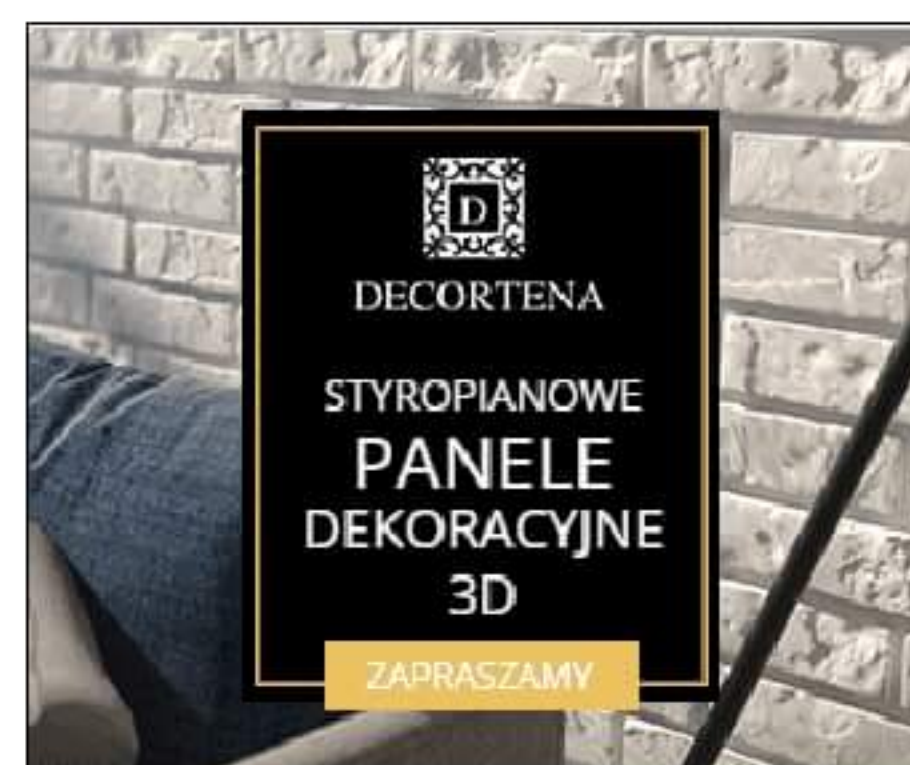 D
DECORTENA
STYROPIANOWE
PANELE
DEKORACYJNE
3D
ZAPRASZAMY